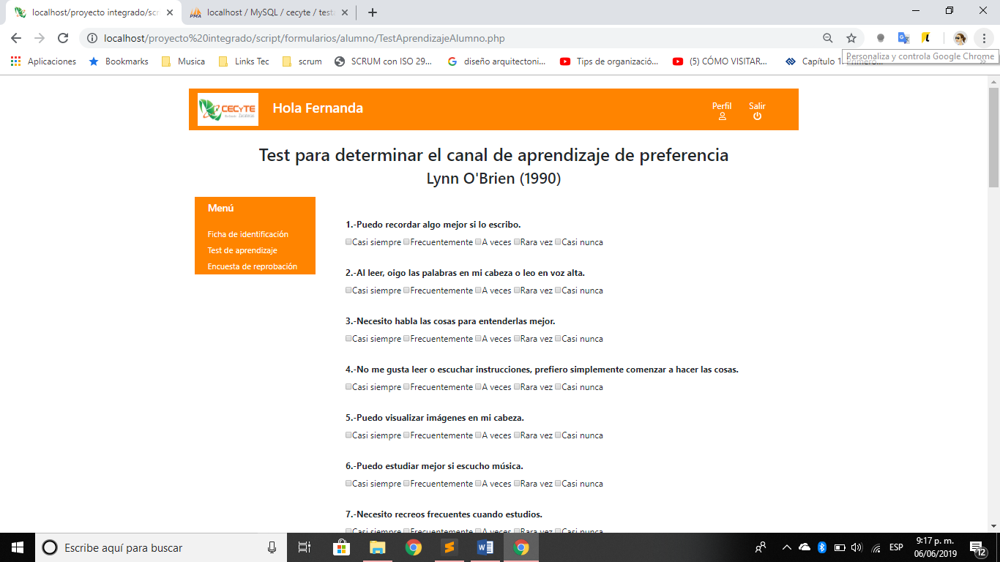 localhost/proyecto integrado/scr
localhost / MySQL / cecyte / testa
localhost/proyecto%20integrado/script/formularios/alumno/TestAprendizajeAlumno.php
Aplicaciones Bookmarks Musica Links Tec scrum SCRUM con ISO 29... diseño arquitectoni... Tips de organizació... (5) CÓMO VISITAR... Capítulo 1. Primero...
Personaliza y controla Google Chrome
CECyTE
Zacatecas
Hola Fernanda
Perfil Salir
Test para determinar el canal de aprendizaje de preferencia
Lynn O'Brien (1990)
Menú
Ficha de identificación
Test de aprendizaje
Encuesta de reprobación
1.-Puedo recordar algo mejor si lo escribo.
Casi siempre Frecuentemente A veces Rara vez Casi nunca
2.-Al leer, oigo las palabras en mi cabeza o leo en voz alta.
Casi siempre Frecuentemente A veces Rara vez Casi nunca
3.-Necesito habla las cosas para entenderlas mejor.
Casi siempre Frecuentemente A veces Rara vez Casi nunca
4.-No me gusta leer o escuchar instrucciones, prefiero simplemente comenzar a hacer las cosas.
Casi siempre Frecuentemente A veces Rara vez Casi nunca
5.-Puedo visualizar imágenes en mi cabeza.
Casi siempre Frecuentemente A veces Rara vez Casi nunca
6.-Puedo estudiar mejor si escucho música.
Casi siempre Frecuentemente A veces Rara vez Casi nunca
7.-Necesito recreos frecuentes cuando estudios.
Casi siempre Frecuentemente A veces Rara vez Casi nunca
Escribe aquí para buscar
ESP
9:17 p. m.
06/06/2019
12